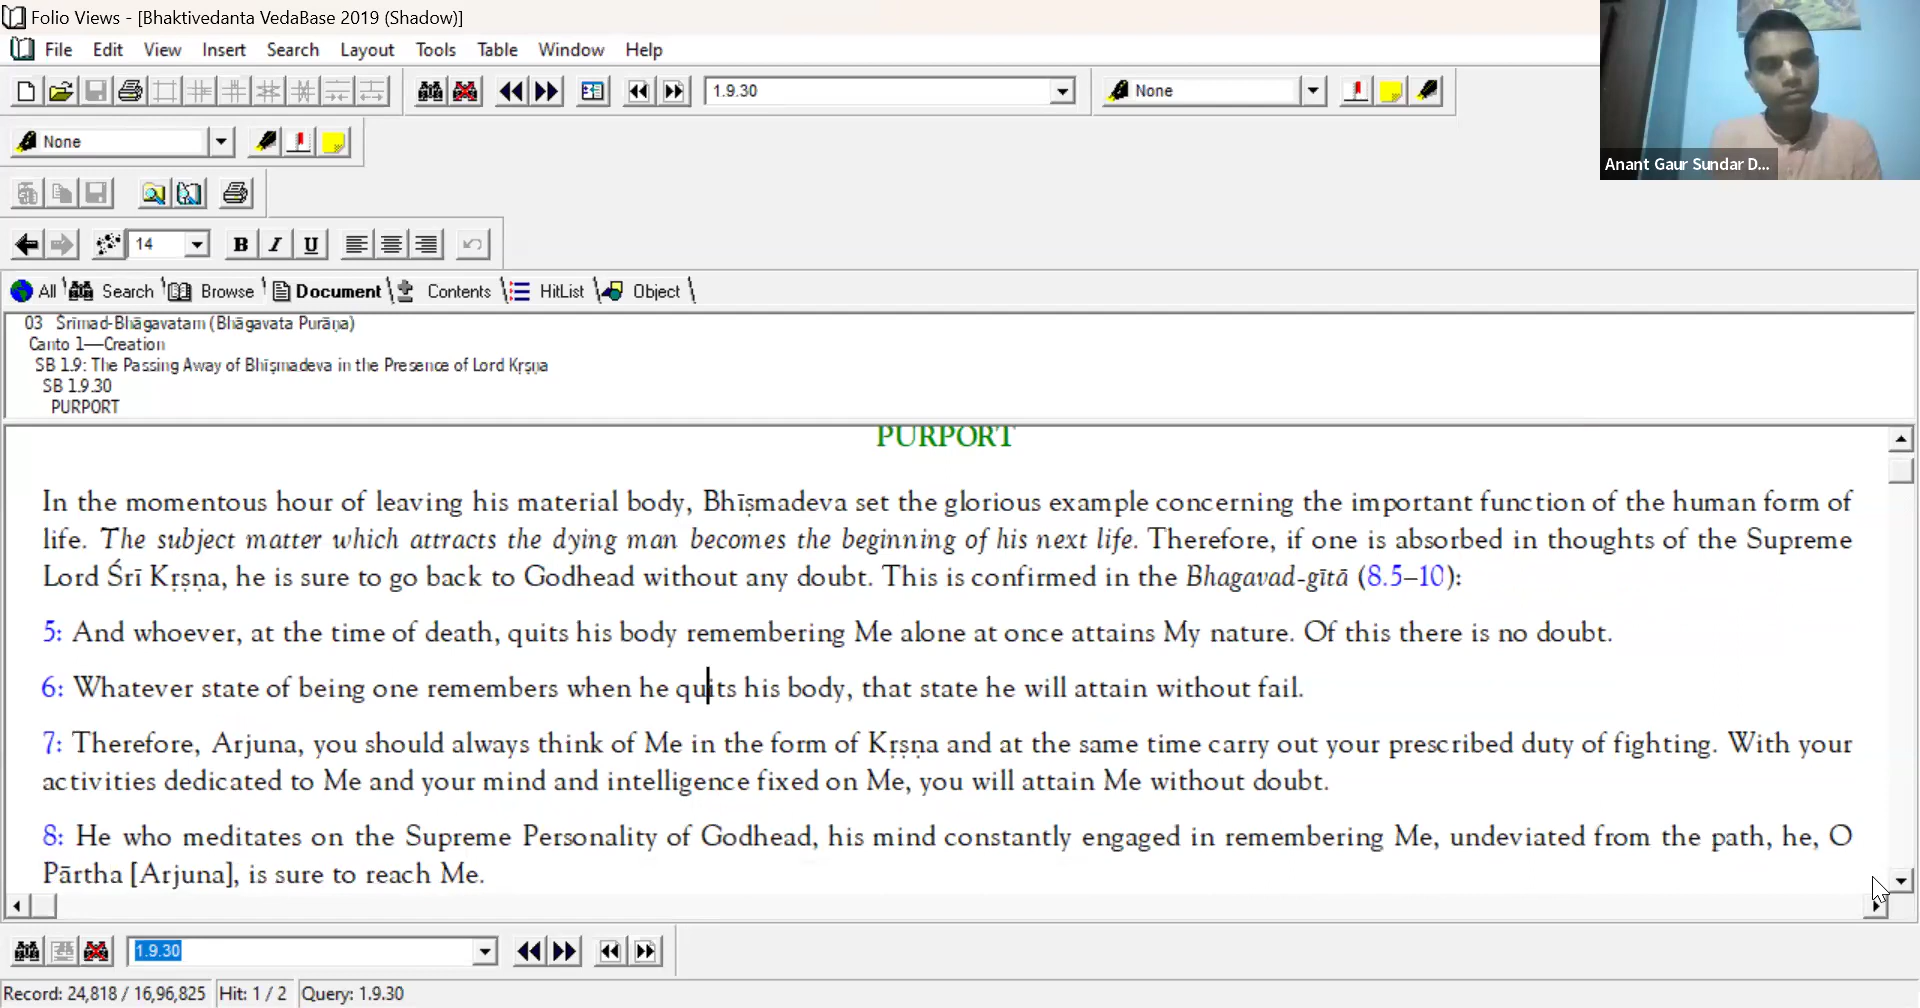 Folio Views - [Bhaktivedanta VedaBase 2019 (Shadow)]
File Edit View Insert Search Layout Tools Table Window Help
1.9.30 None
None
14 B I U
All Search Browse Document Contents HitList Object
03 Śrīmad-Bhāgavatam (Bhāgavata Purāṇa)
Canto 1—Creation
SB 1.9: The Passing Away of Bhīṣmadeva in the Presence of Lord Kṛṣṇa
SB 1.9.30
PURPORT
Anant Gaur Sundar D...
PURPORT
In the momentous hour of leaving his material body, Bhīṣmadeva set the glorious example concerning the important function of the human form of
life. The subject matter which attracts the dying man becomes the beginning of his next life. Therefore, if one is absorbed in thoughts of the Supreme
Lord Śrī Kṛṣṇa, he is sure to go back to Godhead without any doubt. This is confirmed in the Bhagavad-gītā (8.5–10):
5: And whoever, at the time of death, quits his body remembering Me alone at once attains My nature. Of this there is no doubt.
6: Whatever state of being one remembers when he quits his body, that state he will attain without fail.
7: Therefore, Arjuna, you should always think of Me in the form of Kṛṣṇa and at the same time carry out your prescribed duty of fighting. With your
activities dedicated to Me and your mind and intelligence fixed on Me, you will attain Me without doubt.
8: He who meditates on the Supreme Personality of Godhead, his mind constantly engaged in remembering Me, undeviated from the path, he, O
Pārtha [Arjuna], is sure to reach Me.
1.9.30
Record: 24,818 / 16,96,825 Hit: 1 / 2 Query: 1.9.30